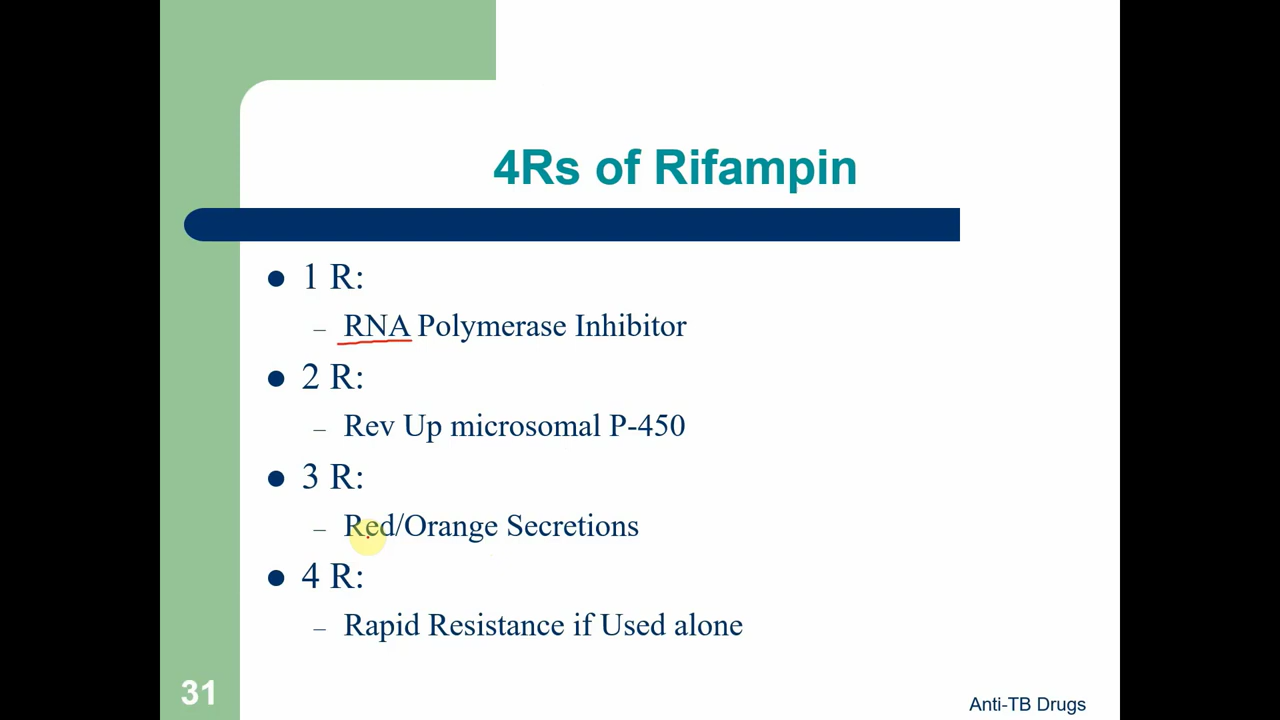 4Rs of Rifampin
1 R:
– RNA Polymerase Inhibitor
2 R:
– Rev Up microsomal P-450
3 R:
– Red/Orange Secretions
4 R:
– Rapid Resistance if Used alone
31
Anti-TB Drugs